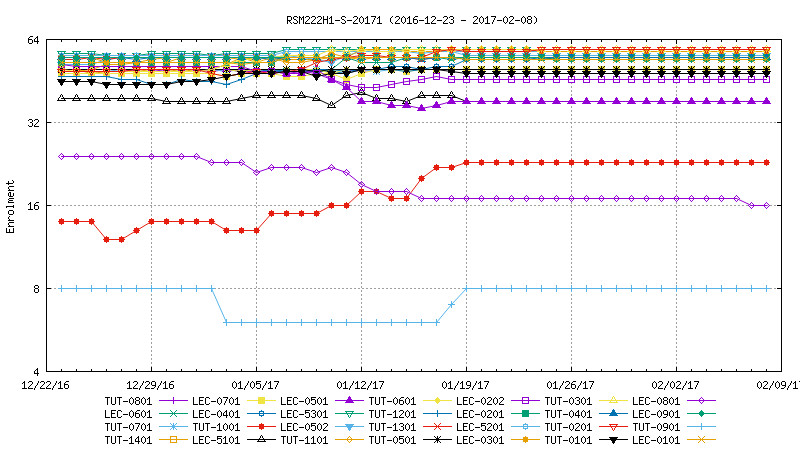 RSM222H1-S-20171 (2016-12-23 - 2017-02-08)
64
32
16
8
4
Enrolment
12/22/16 12/29/16 01/05/17 01/12/17 01/19/17 01/26/17 02/02/17 02/09/17
TUT-0801 LEC-0701 LEC-0501 TUT-0601 LEC-0202 TUT-0301 LEC-0801
LEC-0601 LEC-0401 LEC-5301 TUT-1201 LEC-0201 TUT-0401 LEC-0901
TUT-0701 TUT-1001 LEC-0502 TUT-1301 LEC-5201 TUT-0201 TUT-0901
TUT-1401 LEC-5101 TUT-1101 TUT-0501 LEC-0301 TUT-0101 LEC-0101